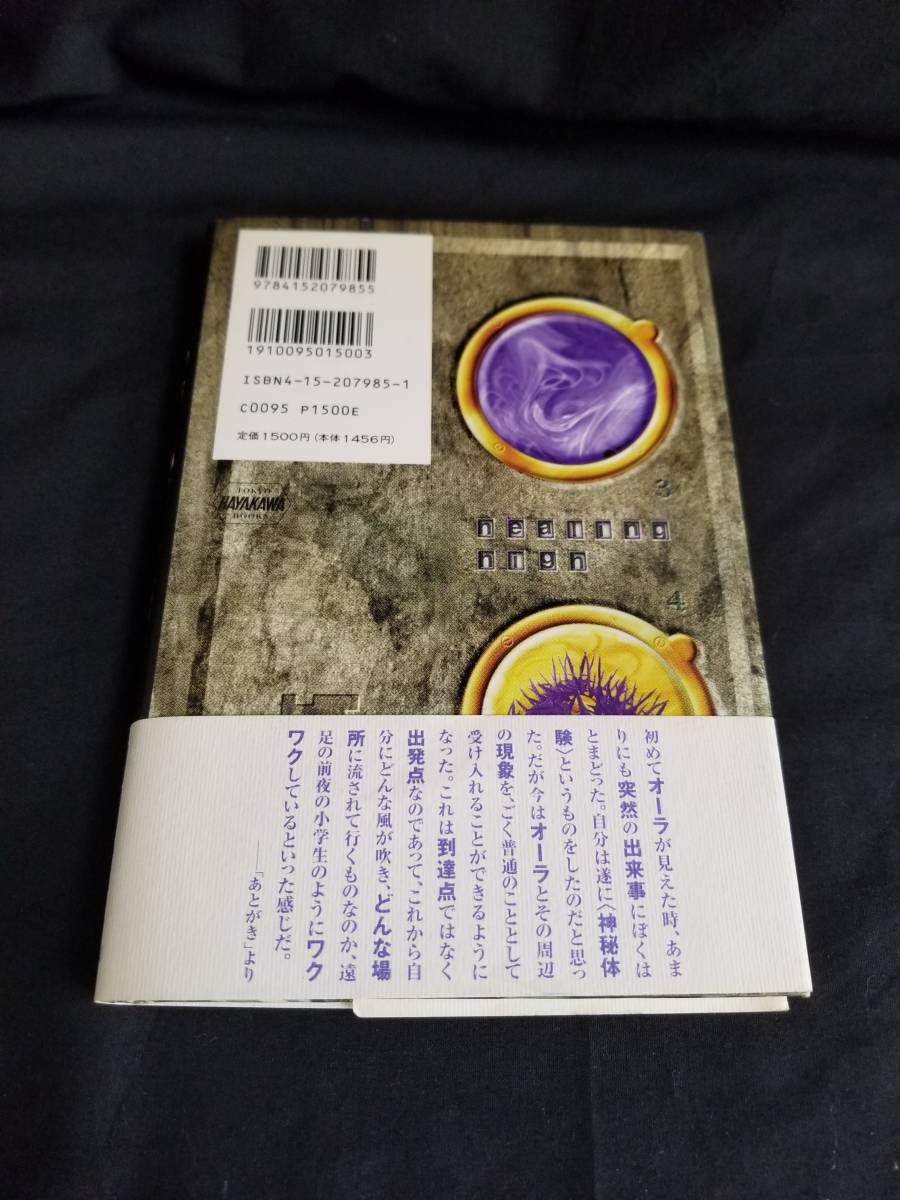 9784152079855
1910095015003
ISBN4-15-207985-1
C0095 P1500E
定価1500円(本体1456円)
TOKYO
HAYAKAWA
BOOKS
3
healing
high
4
初めてオーラが見えた時、あま
りにも突然の出来事にぼくは
とまどった。自分は遂に〈神秘体
験〉というものをしたのだと思っ
た。だが今はオーラとその周辺
の現象を、ごく普通のこととして
受け入れることができるように
なった。これは到達点ではなく
出発点なのであって、これから自
分にどんな風が吹き、どんな場
所に流されて行くものなのか、遠
足の前夜の小学生のようにワク
ワクしているといった感じだ。
——「あとがき」より